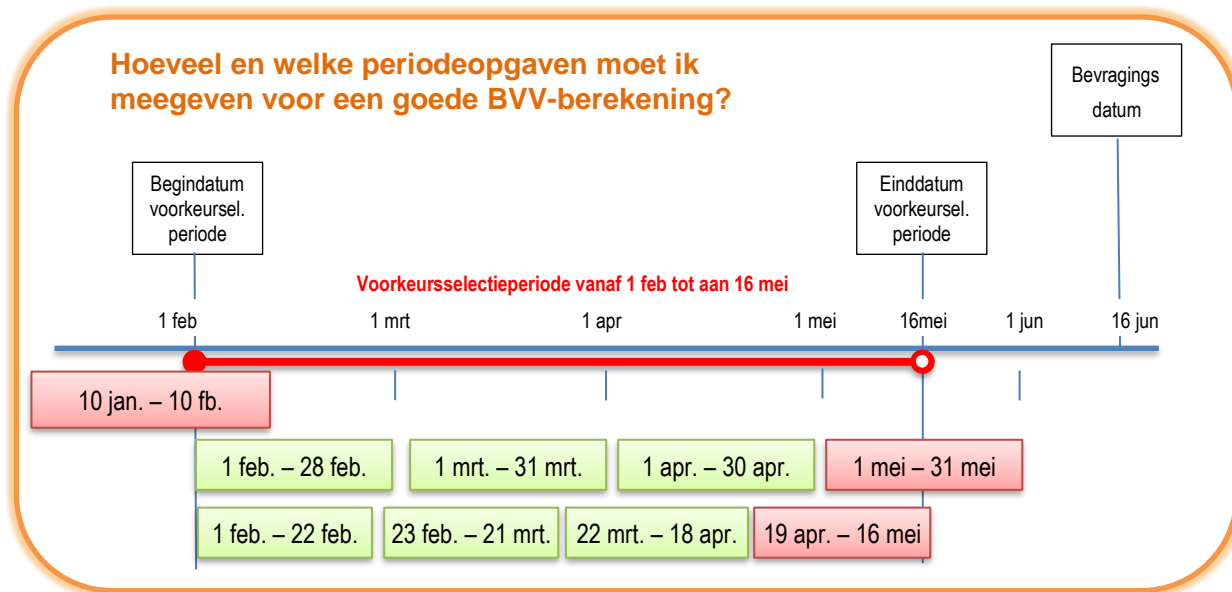 Hoeveel en welke periodeopgaven moet ik
meegeven voor een goede BVV-berekening?
Bevragings
datum
Begindatum
voorkeursel.
periode
Einddatum
voorkeursel.
periode
Voorkeursselectieperiode vanaf 1 feb tot aan 16 mei
1 feb
1 mrt
1 apr
1 mei
16mei
1 jun
16 jun
10 jan. – 10 fb.
1 feb. – 28 feb.
1 mrt. – 31 mrt.
1 apr. – 30 apr.
1 mei – 31 mei
1 feb. – 22 feb.
23 feb. – 21 mrt.
22 mrt. – 18 apr.
19 apr. – 16 mei